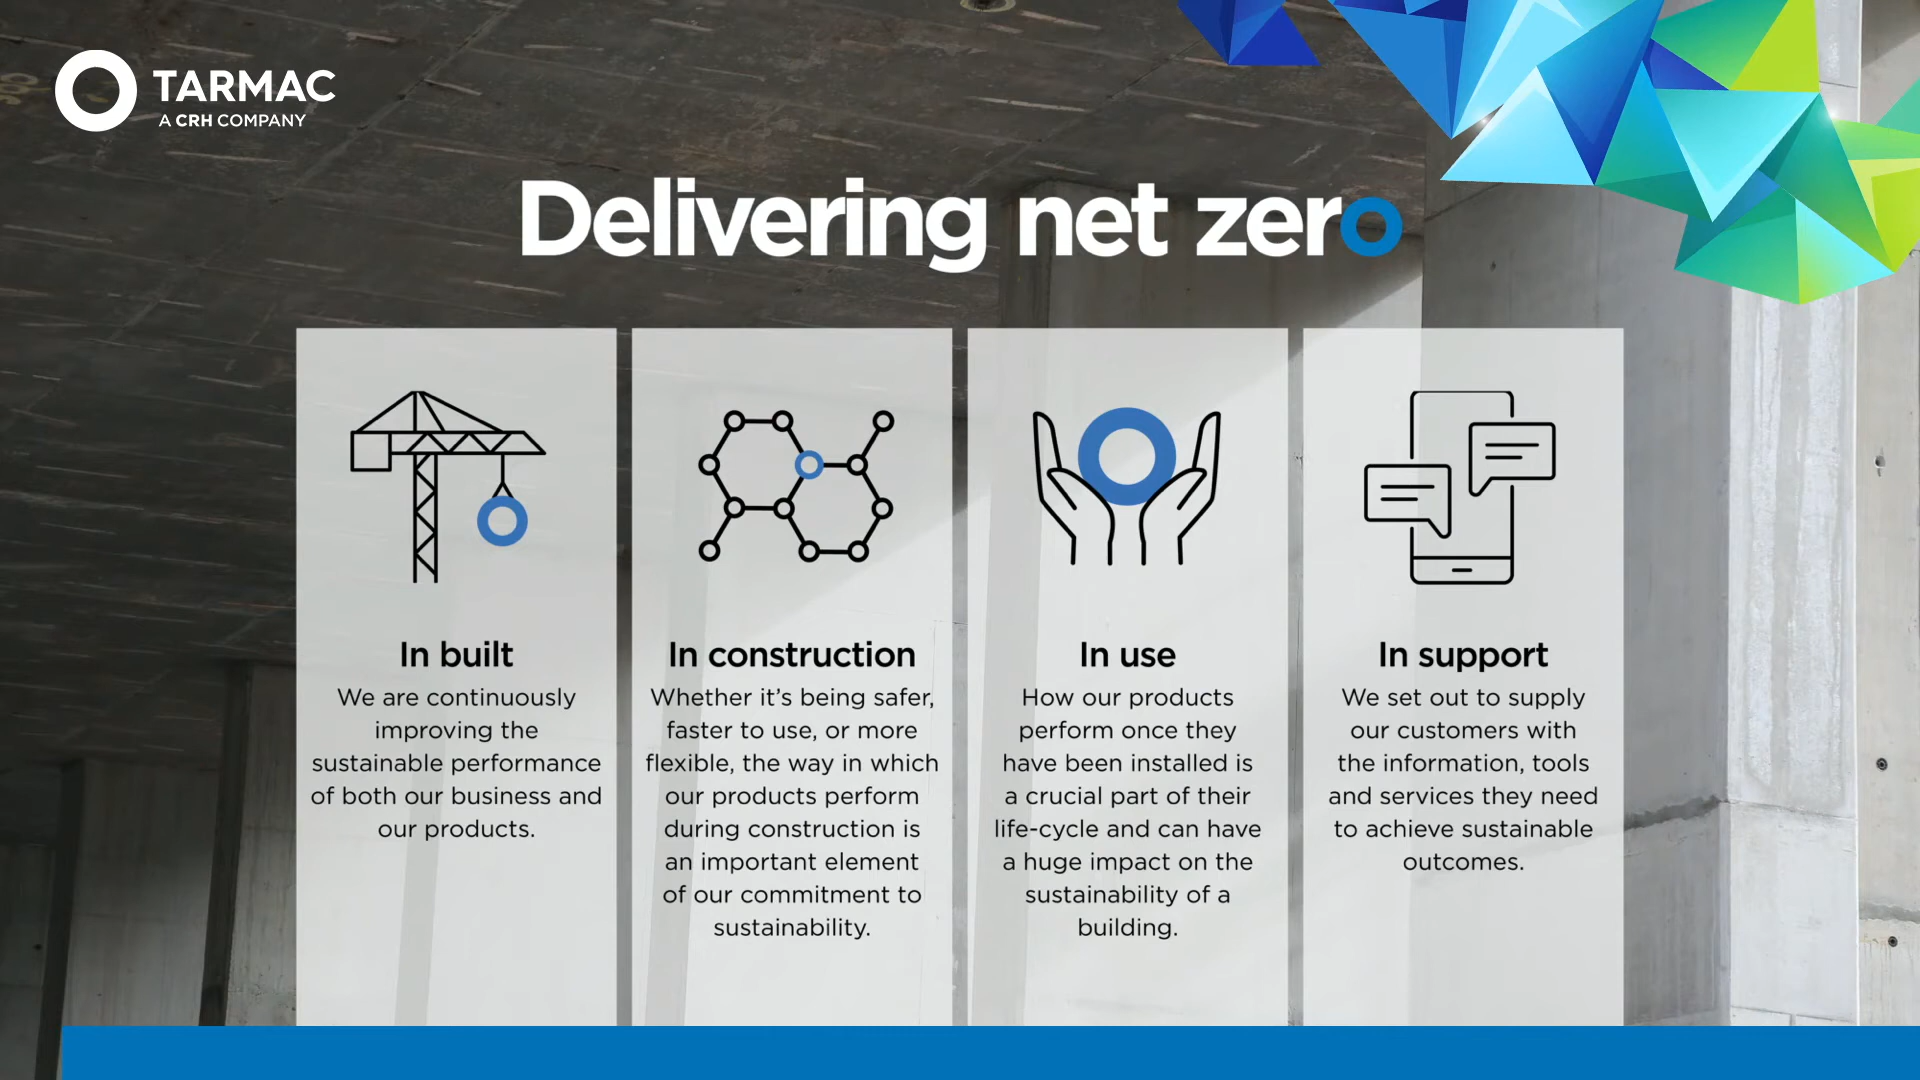 TARMAC
A CRH COMPANY
Delivering net zero
In built
We are continuously
improving the
sustainable performance
of both our business and
our products.
In construction
Whether it's being safer,
faster to use, or more
flexible, the way in which
our products perform
during construction is
an important element
of our commitment to
sustainability.
In use
How our products
perform once they
have been installed is
a crucial part of their
life-cycle and can have
a huge impact on the
sustainability of a
building.
In support
We set out to supply
our customers with
the information, tools
and services they need
to achieve sustainable
outcomes.